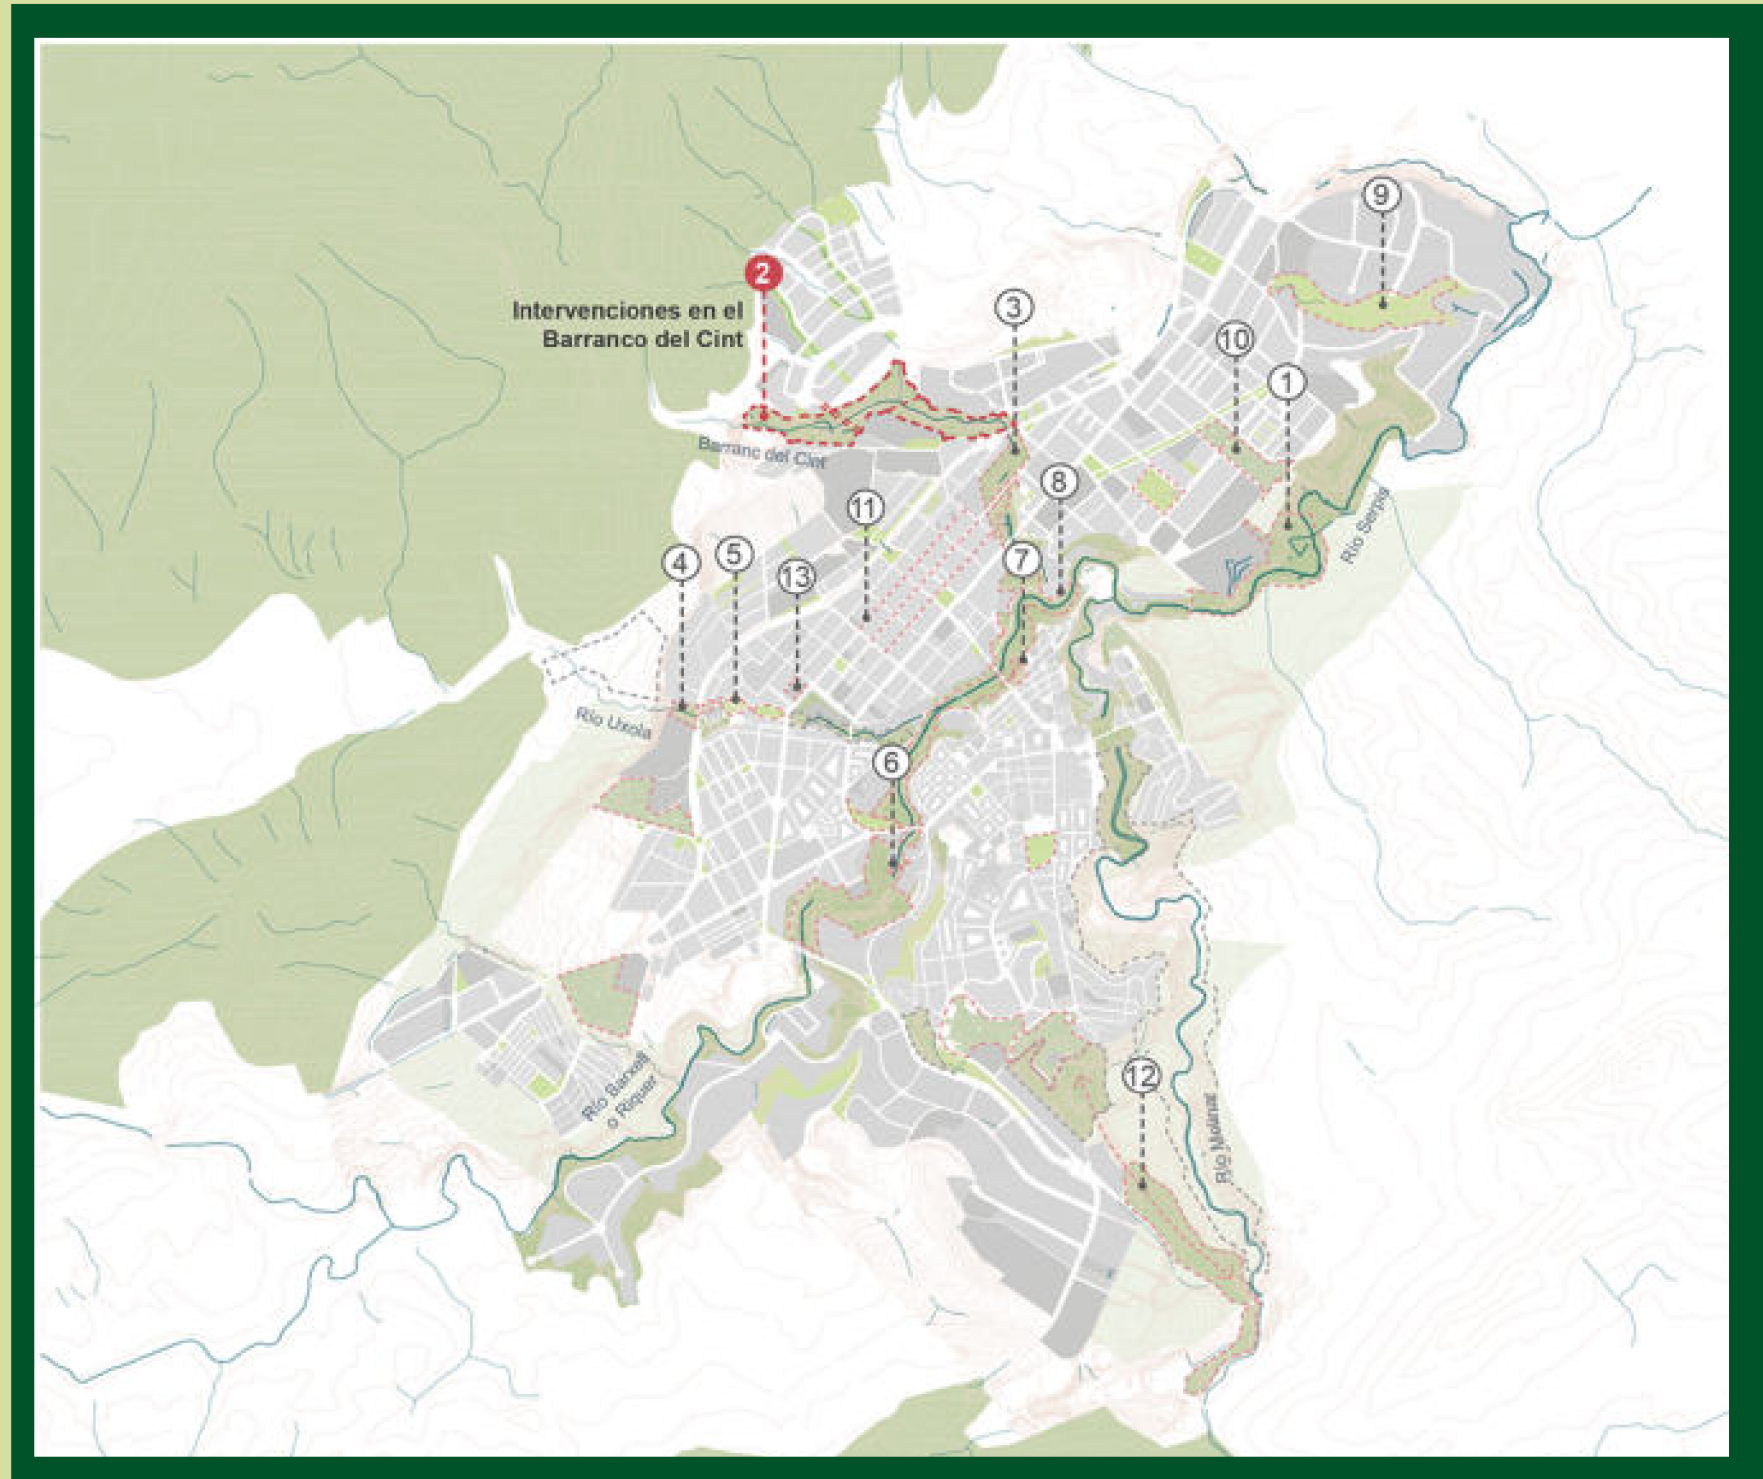 9
2
Intervenciones en el
Barranco del Cint
3
10
1
Barranc del Cint
8
11
Río Serpis
5
4
7
13
Río Uxola
6
Río Barxell
o Riquer
12
Río Molinar